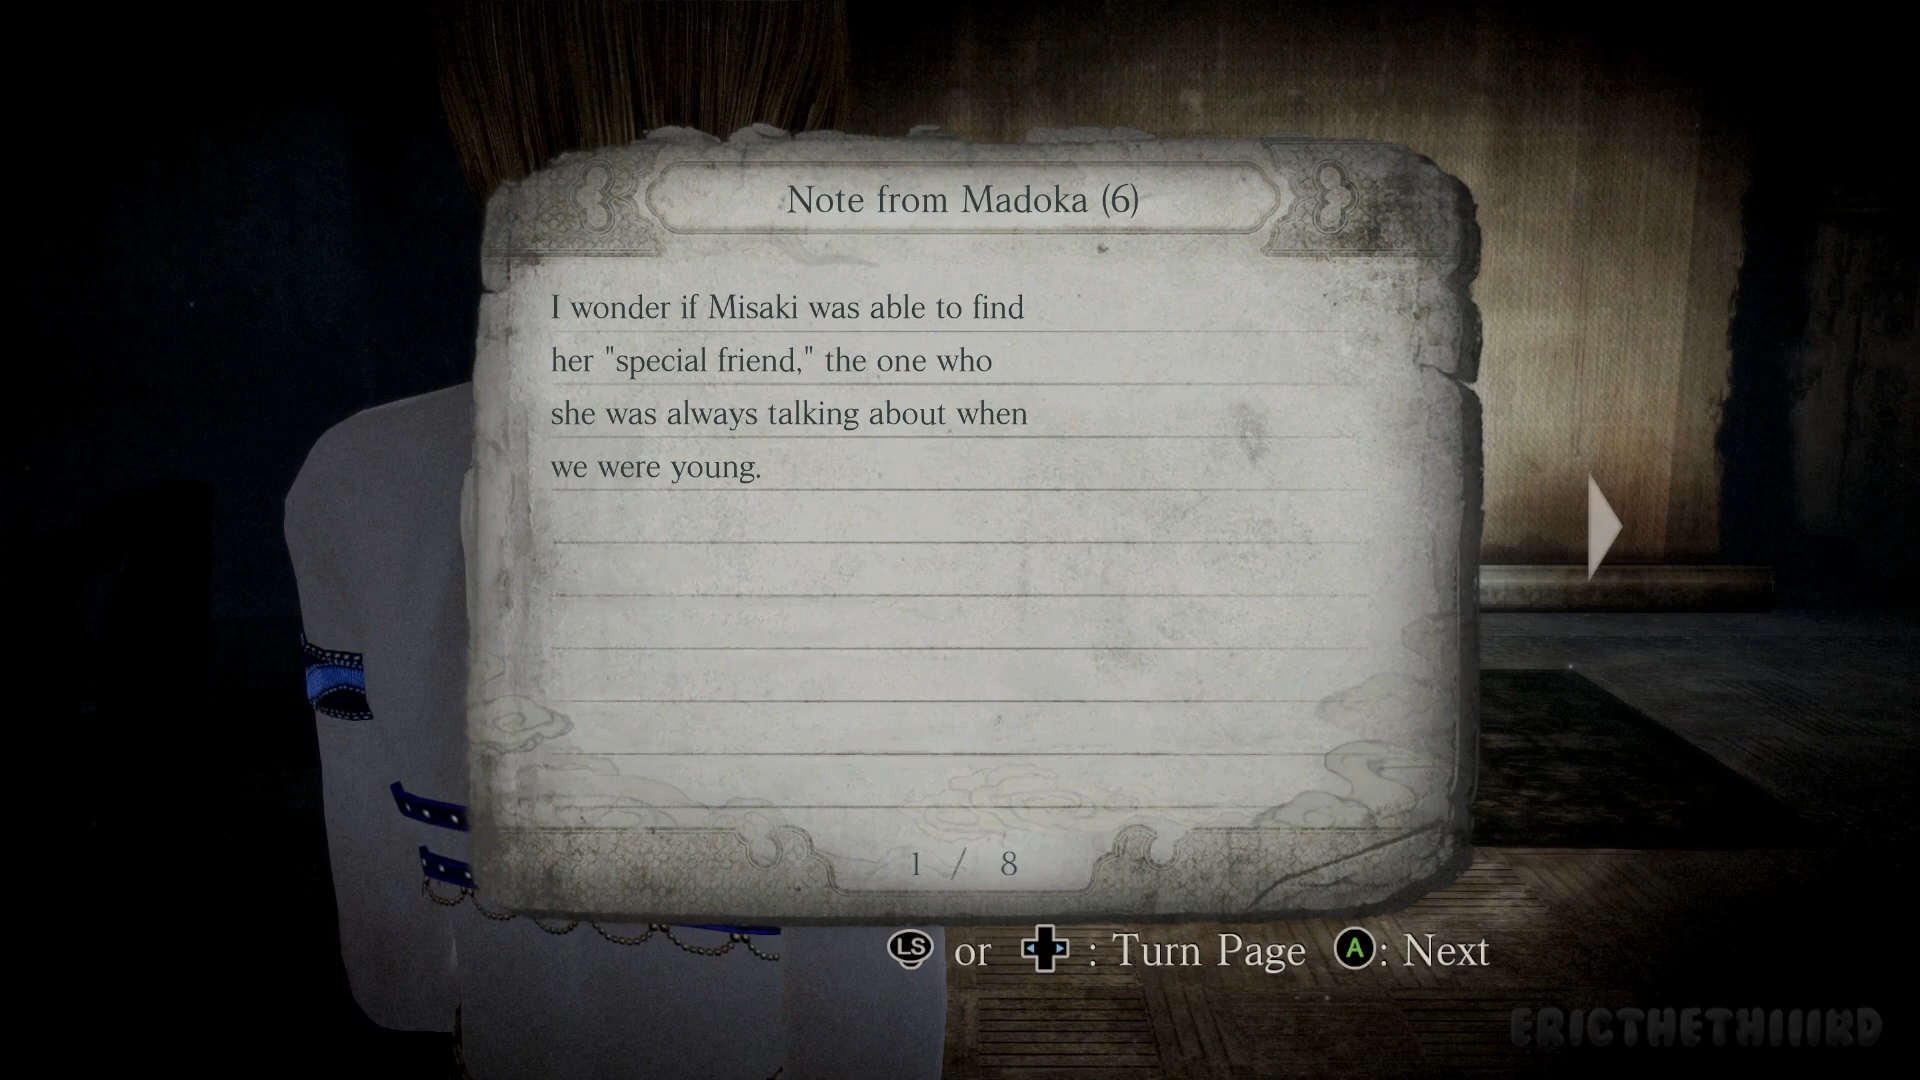 Note from Madoka (6)
I wonder if Misaki was able to find
her "special friend," the one who
she was always talking about when
we were young.
1 / 8
LS or : Turn Page A : Next
ERICTHETHIIIRD